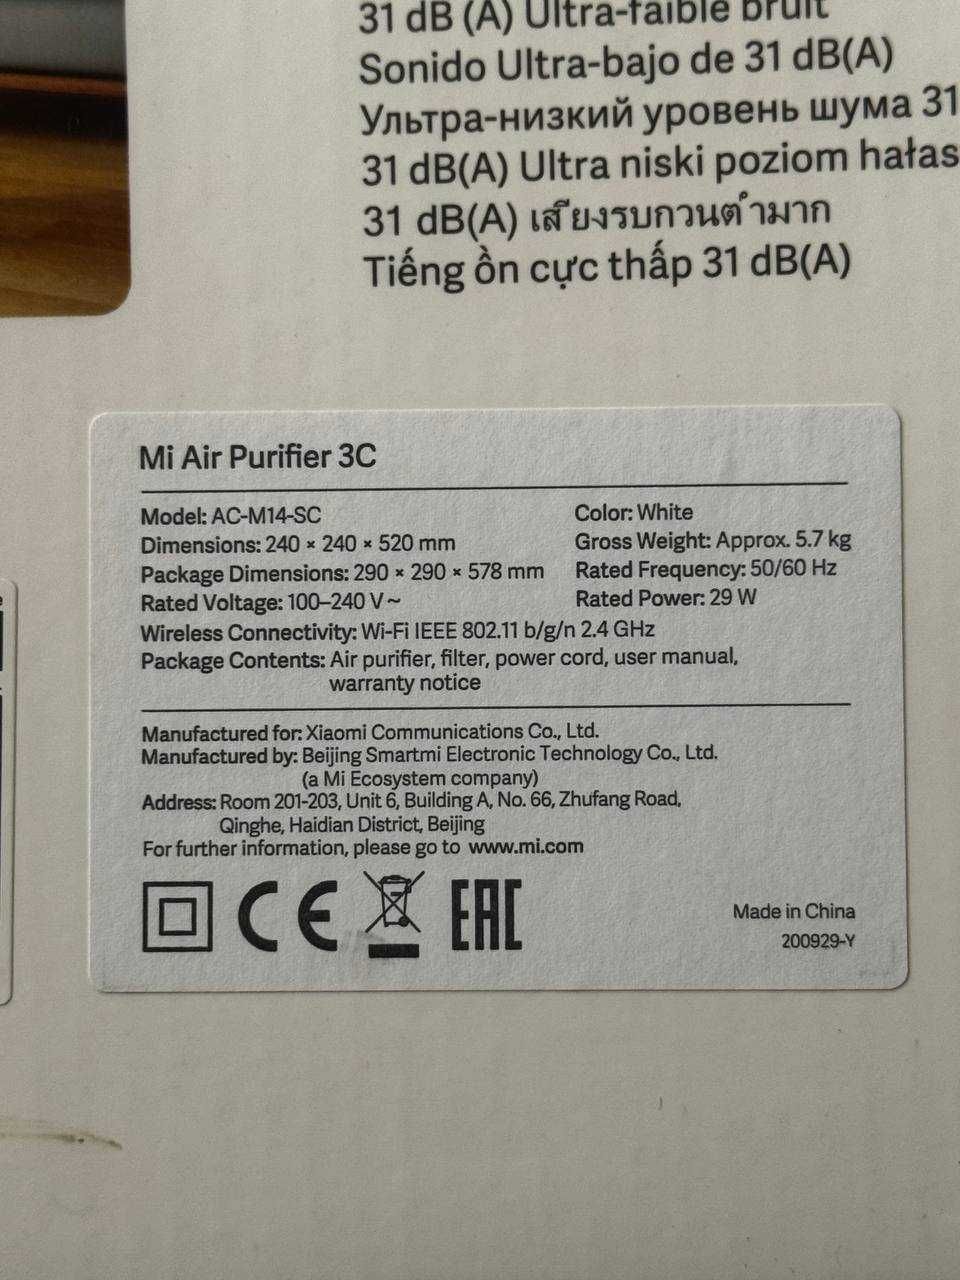 31 dB (A) Ultra-faible bruit
Sonido Ultra-bajo de 31 dB(A)
Ультра-низкий уровень шума 31
31 dB(A) Ultra niski poziom hałas
31 dB(A) เสียงรบกวนต่ำมาก
Tiếng ồn cực thấp 31 dB(A)
Mi Air Purifier 3C
Model: AC-M14-SC Color: White
Dimensions: 240 × 240 × 520 mm Gross Weight: Approx. 5.7 kg
Package Dimensions: 290 × 290 × 578 mm Rated Frequency: 50/60 Hz
Rated Voltage: 100–240 V~ Rated Power: 29 W
Wireless Connectivity: Wi-Fi IEEE 802.11 b/g/n 2.4 GHz
Package Contents: Air purifier, filter, power cord, user manual,
warranty notice
Manufactured for: Xiaomi Communications Co., Ltd.
Manufactured by: Beijing Smartmi Electronic Technology Co., Ltd.
(a Mi Ecosystem company)
Address: Room 201-203, Unit 6, Building A, No. 66, Zhufang Road,
Qinghe, Haidian District, Beijing
For further information, please go to www.mi.com
CE EAC
Made in China
200929-Y